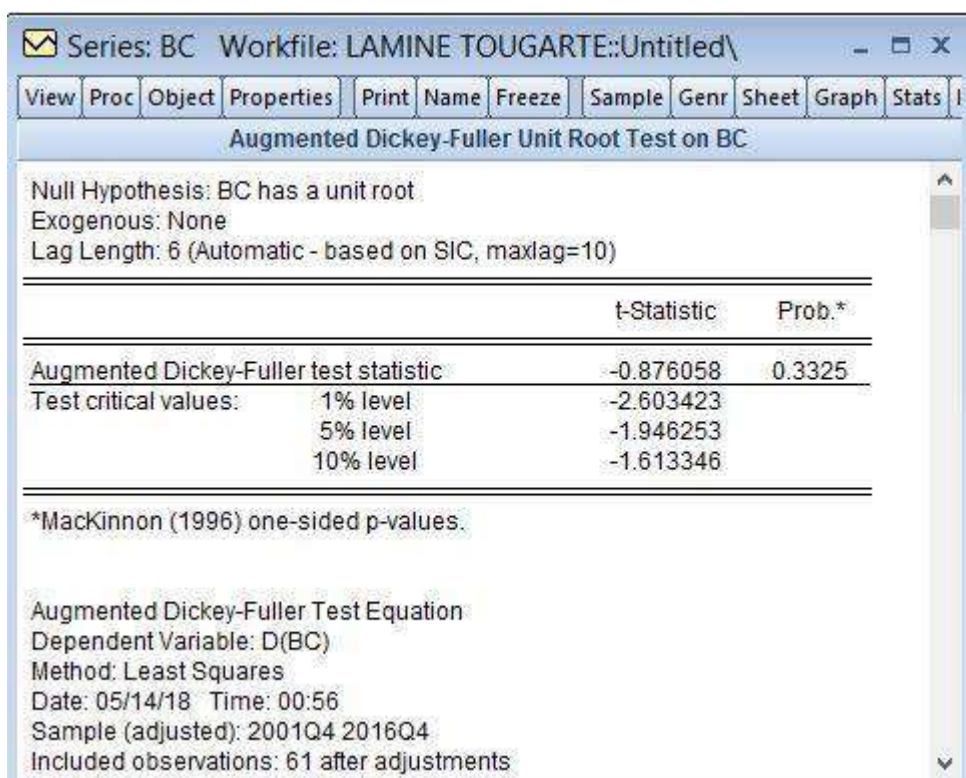 Series: BC Workfile: LAMINE TOUGARTE::Untitled\
View Proc Object Properties Print Name Freeze Sample Genr Sheet Graph Stats
Augmented Dickey-Fuller Unit Root Test on BC
Null Hypothesis: BC has a unit root
Exogenous: None
Lag Length: 6 (Automatic - based on SIC, maxlag=10)
t-Statistic Prob.*
Augmented Dickey-Fuller test statistic -0.876058 0.3325
Test critical values: 1% level -2.603423
5% level -1.946253
10% level -1.613346
*MacKinnon (1996) one-sided p-values.
Augmented Dickey-Fuller Test Equation
Dependent Variable: D(BC)
Method: Least Squares
Date: 05/14/18 Time: 00:56
Sample (adjusted): 2001Q4 2016Q4
Included observations: 61 after adjustments